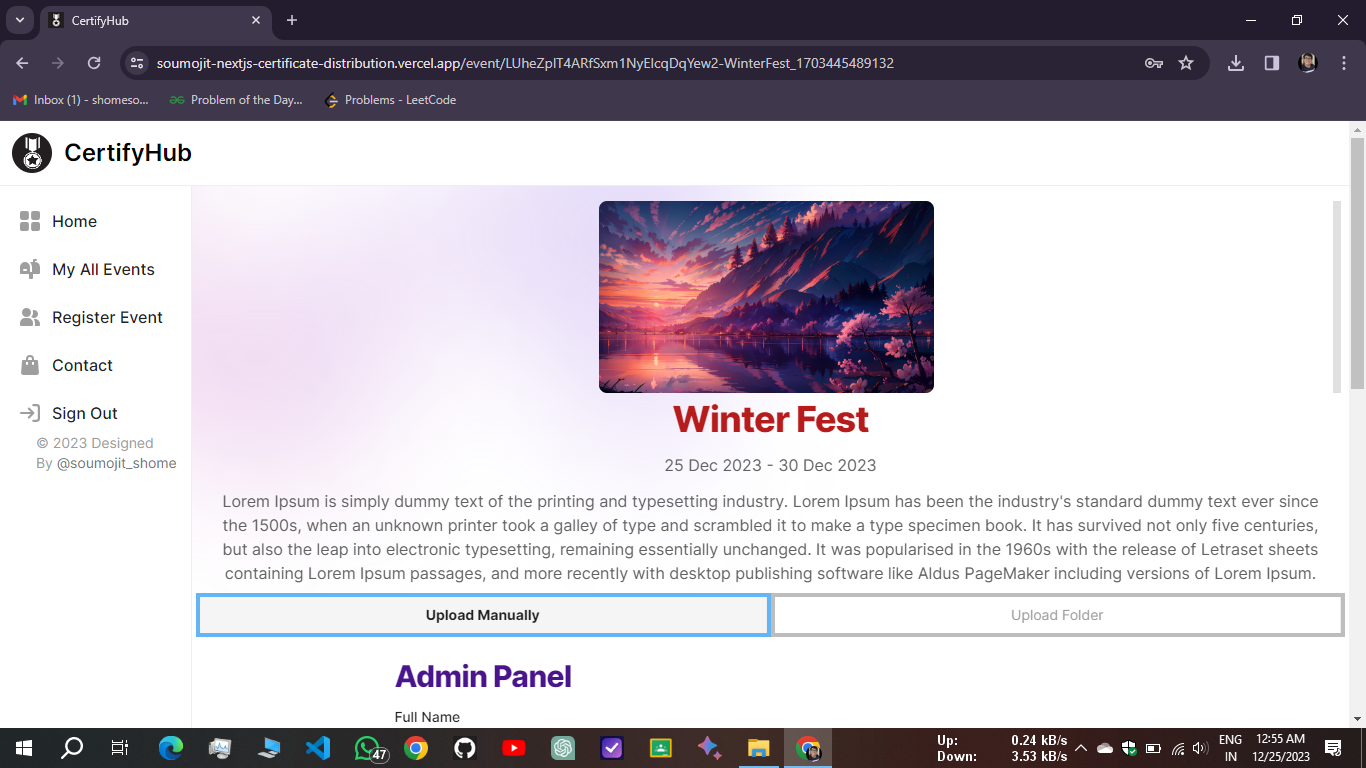 CertifyHub
soumojit-nextjs-certificate-distribution.vercel.app/event/LUheZpIT4ARfSxm1NyElcqDqYew2-WinterFest_1703445489132
Inbox (1) - shomeso...
Problem of the Day...
Problems - LeetCode
CertifyHub
Home
My All Events
Register Event
Contact
Sign Out
© 2023 Designed
By @soumojit_shome
Winter Fest
25 Dec 2023 - 30 Dec 2023
Lorem Ipsum is simply dummy text of the printing and typesetting industry. Lorem Ipsum has been the industry's standard dummy text ever since
the 1500s, when an unknown printer took a galley of type and scrambled it to make a type specimen book. It has survived not only five centuries,
but also the leap into electronic typesetting, remaining essentially unchanged. It was popularised in the 1960s with the release of Letraset sheets
containing Lorem Ipsum passages, and more recently with desktop publishing software like Aldus PageMaker including versions of Lorem Ipsum.
Upload Manually
Upload Folder
Admin Panel
Full Name
47
Up: 0.24 kB/s
Down: 3.53 kB/s
ENG
IN
12:55 AM
12/25/2023